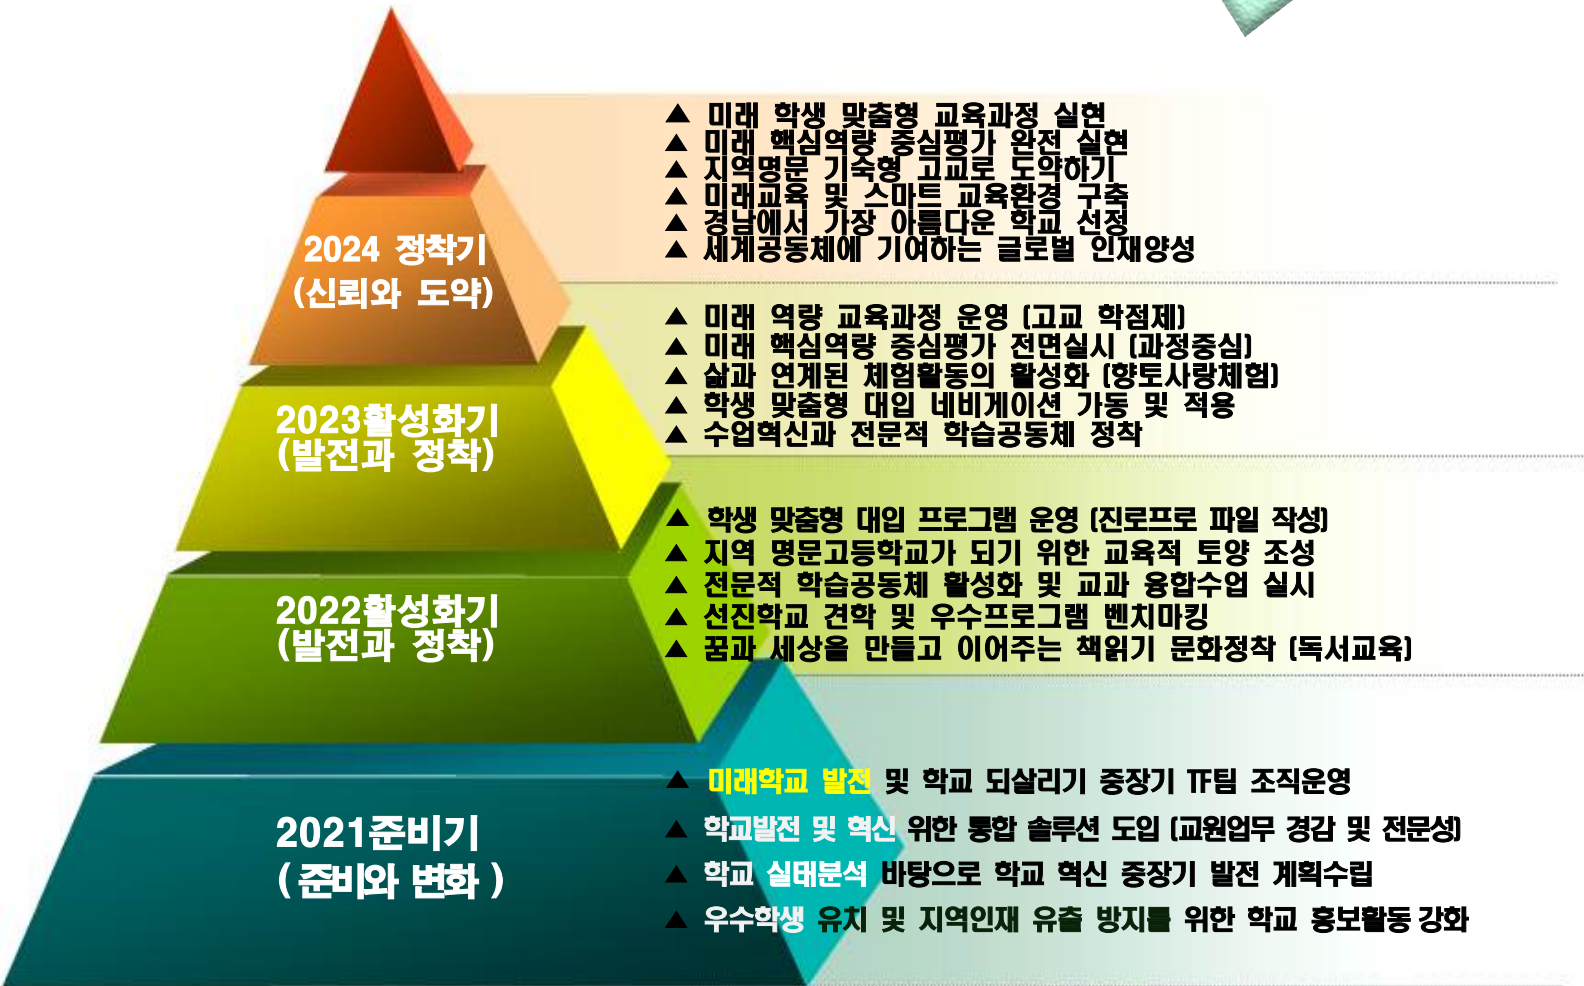 ▲ 미래 학생 맞춤형 교육과정 실현
▲ 미래 핵심역량 중심평가 완전 실현
▲ 지역명문 기숙형 고교로 도약하기
▲ 미래교육 및 스마트 교육환경 구축
▲ 경남에서 가장 아름다운 학교 선정
▲ 세계공동체에 기여하는 글로벌 인재양성
2024 정착기
(신뢰와 도약)
▲ 미래 역량 교육과정 운영 (고교 학점제)
▲ 미래 핵심역량 중심평가 전면실시 (과정중심)
▲ 삶과 연계된 체험활동의 활성화 (향토사랑체험)
▲ 학생 맞춤형 대입 네비게이션 가동 및 적용
▲ 수업혁신과 전문적 학습공동체 정착
2023활성화기
(발전과 정착)
▲ 학생 맞춤형 대입 프로그램 운영 (진로프로 파일 작성)
▲ 지역 명문고등학교가 되기 위한 교육적 토양 조성
▲ 전문적 학습공동체 활성화 및 교과 융합수업 실시
▲ 선진학교 견학 및 우수프로그램 벤치마킹
▲ 꿈과 세상을 만들고 이어주는 책읽기 문화정착 (독서교육)
2022활성화기
(발전과 정착)
▲ 미래학교 발전 및 학교 되살리기 중장기 TF팀 조직운영
▲ 학교발전 및 혁신 위한 통합 솔루션 도입 (교원업무 경감 및 전문성)
▲ 학교 실태분석 바탕으로 학교 혁신 중장기 발전 계획수립
▲ 우수학생 유치 및 지역인재 유출 방지를 위한 학교 홍보활동 강화
2021준비기
( 준비와 변화 )